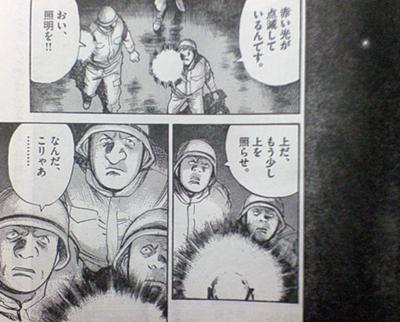 赤い光が
点滅して
いるんです。
おい、
照明を!!
上だ、
もう少し
上を
照らせ。
なんだ、
こりゃあ
…………